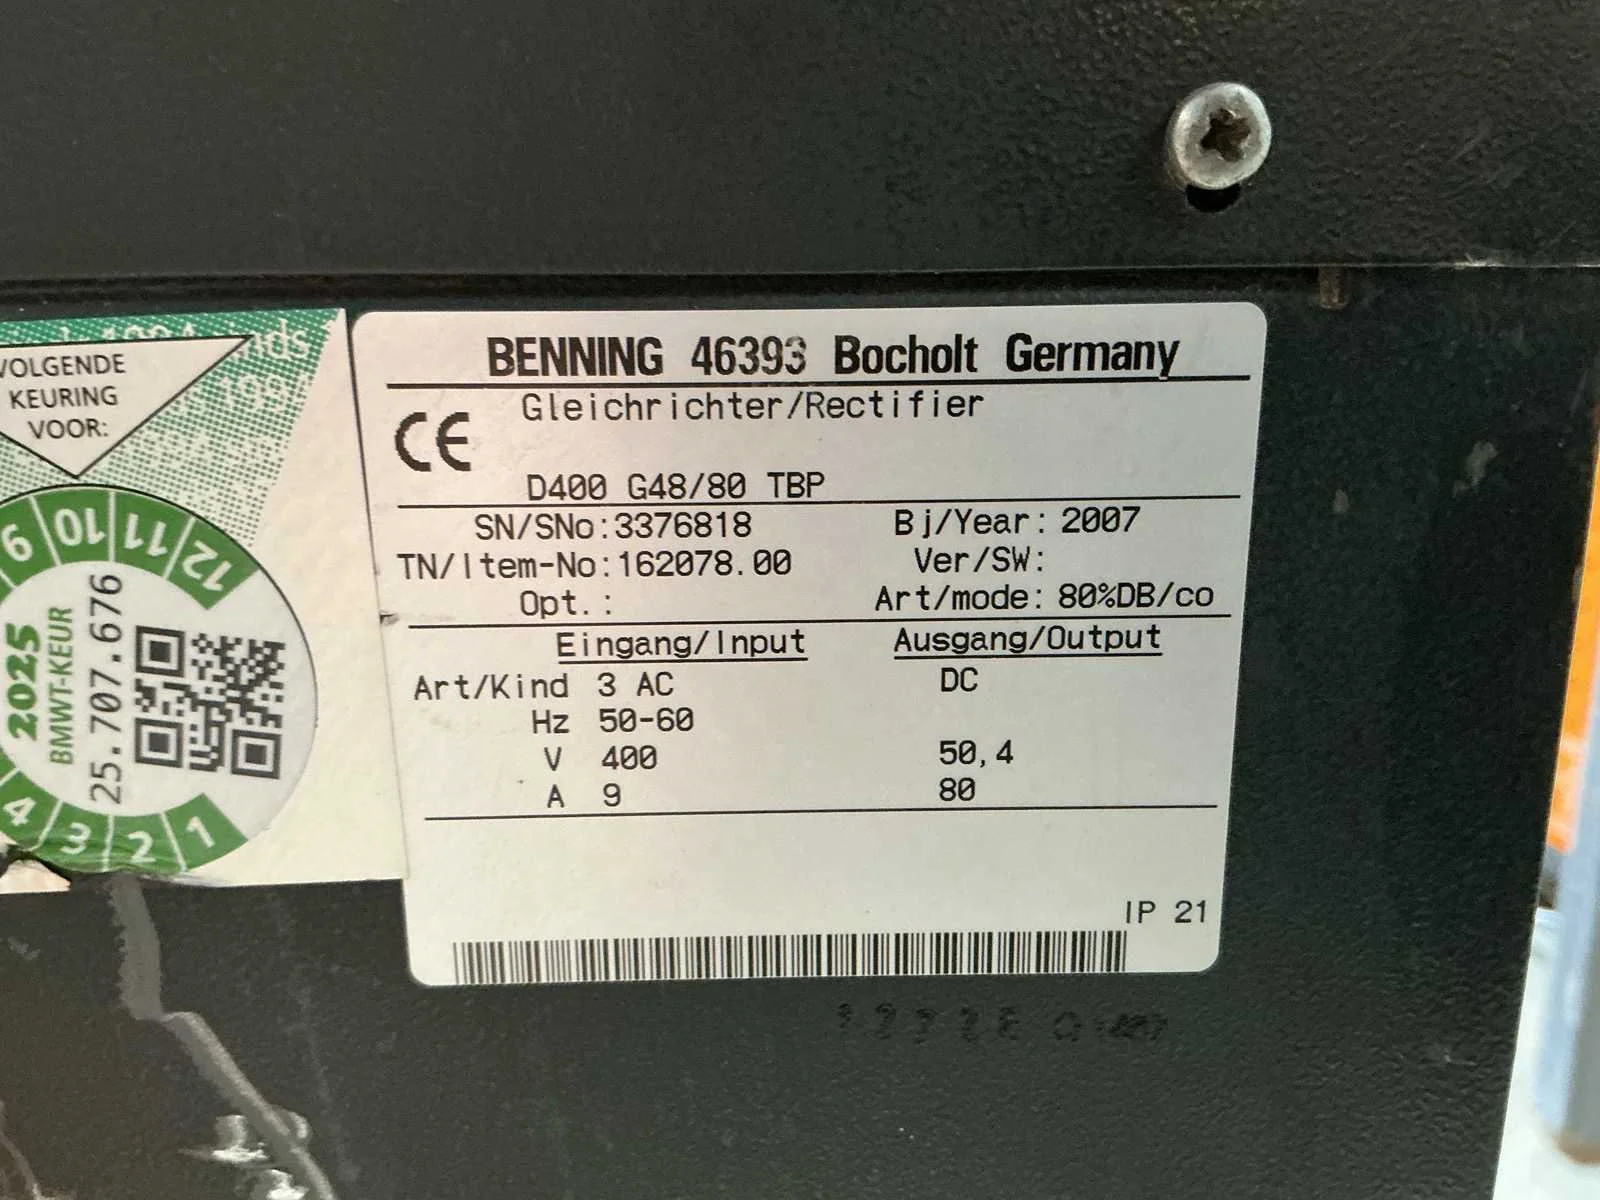 VOLGENDE
KEURING
VOOR:
9 10 11 12
2025
BMWT-KEUR
25.707.676
4 3 2 1
BENNING 46393 Bocholt Germany
CE
Gleichrichter/Rectifier
D400 G48/80 TBP
SN/SNo:3376818 Bj/Year: 2007
TN/Item-No:162078.00 Ver/SW:
Opt.: Art/mode: 80%DB/co
Eingang/Input Ausgang/Output
Art/Kind 3 AC DC
Hz 50-60
V 400 50,4
A 9 80
IP 21